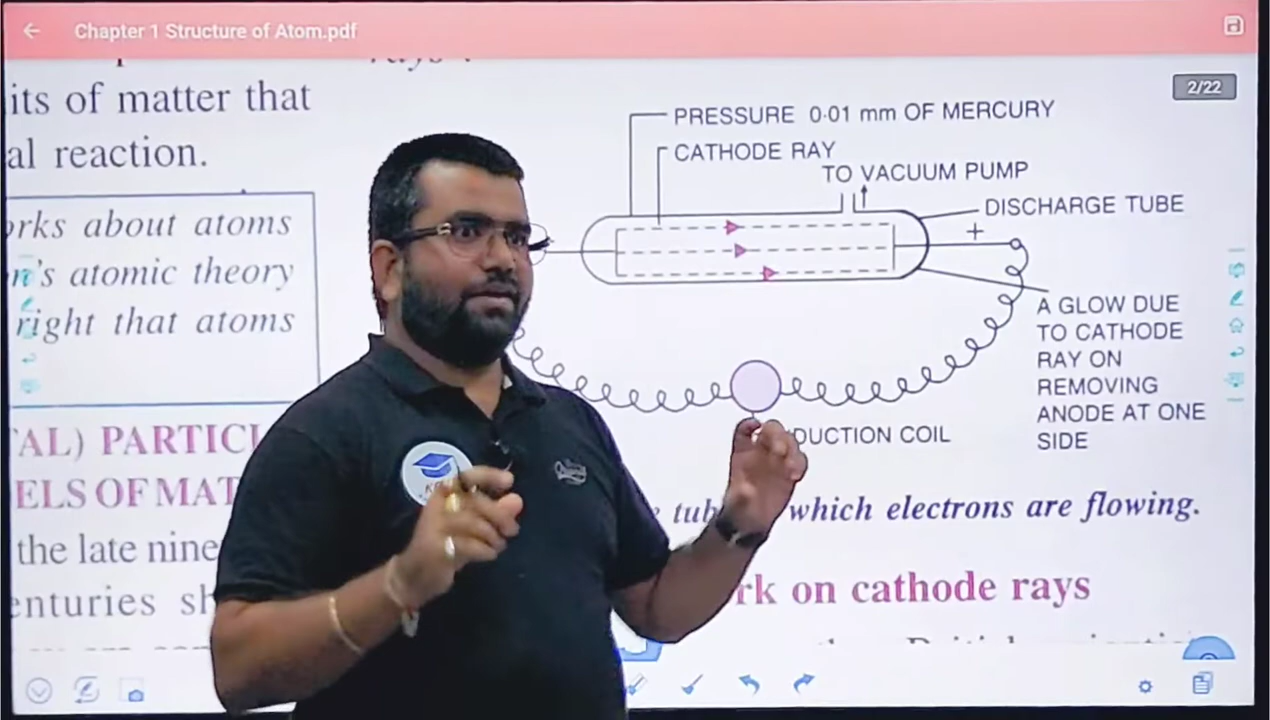 Chapter 1 Structure of Atom.pdf
2/22
its of matter that
al reaction.
orks about atoms
n's atomic theory
right that atoms
AL) PARTICL
ELS OF MAT
the late nine
enturies sh
PRESSURE 0·01 mm OF MERCURY
CATHODE RAY
TO VACUUM PUMP
DISCHARGE TUBE
+
A GLOW DUE
TO CATHODE
RAY ON
REMOVING
ANODE AT ONE
SIDE
DUCTION COIL
tub which electrons are flowing.
rk on cathode rays